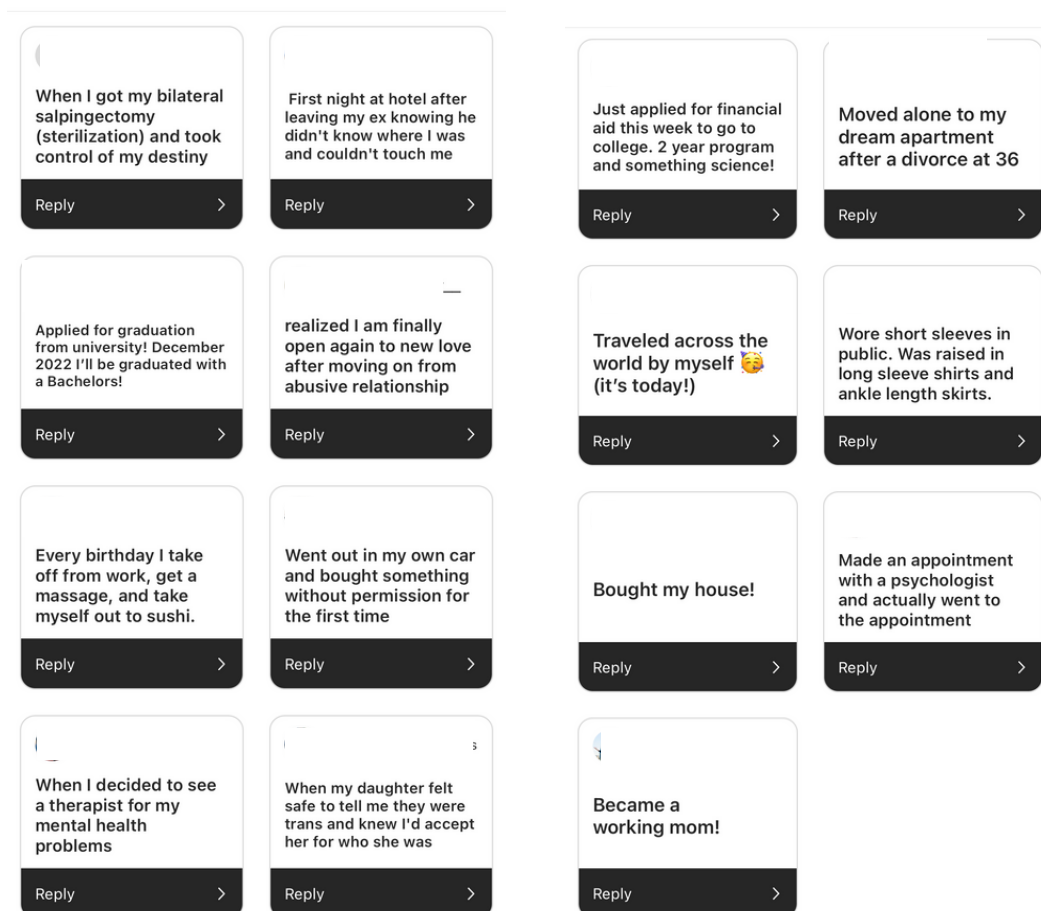 When I got my bilateral
salpingectomy
(sterilization) and took
control of my destiny
Reply
First night at hotel after
leaving my ex knowing he
didn't know where I was
and couldn't touch me
Reply
Applied for graduation
from university! December
2022 I'll be graduated with
a Bachelors!
Reply
realized I am finally
open again to new love
after moving on from
abusive relationship
Reply
Every birthday I take
off from work, get a
massage, and take
myself out to sushi.
Reply
Went out in my own car
and bought something
without permission for
the first time
Reply
When I decided to see
a therapist for my
mental health
problems
Reply
s
When my daughter felt
safe to tell me they were
trans and knew I'd accept
her for who she was
Reply
Just applied for financial
aid this week to go to
college. 2 year program
and something science!
Reply
Moved alone to my
dream apartment
after a divorce at 36
Reply
Traveled across the
world by myself 🥳
(it's today!)
Reply
Wore short sleeves in
public. Was raised in
long sleeve shirts and
ankle length skirts.
Reply
Bought my house!
Reply
Made an appointment
with a psychologist
and actually went to
the appointment
Reply
Became a
working mom!
Reply